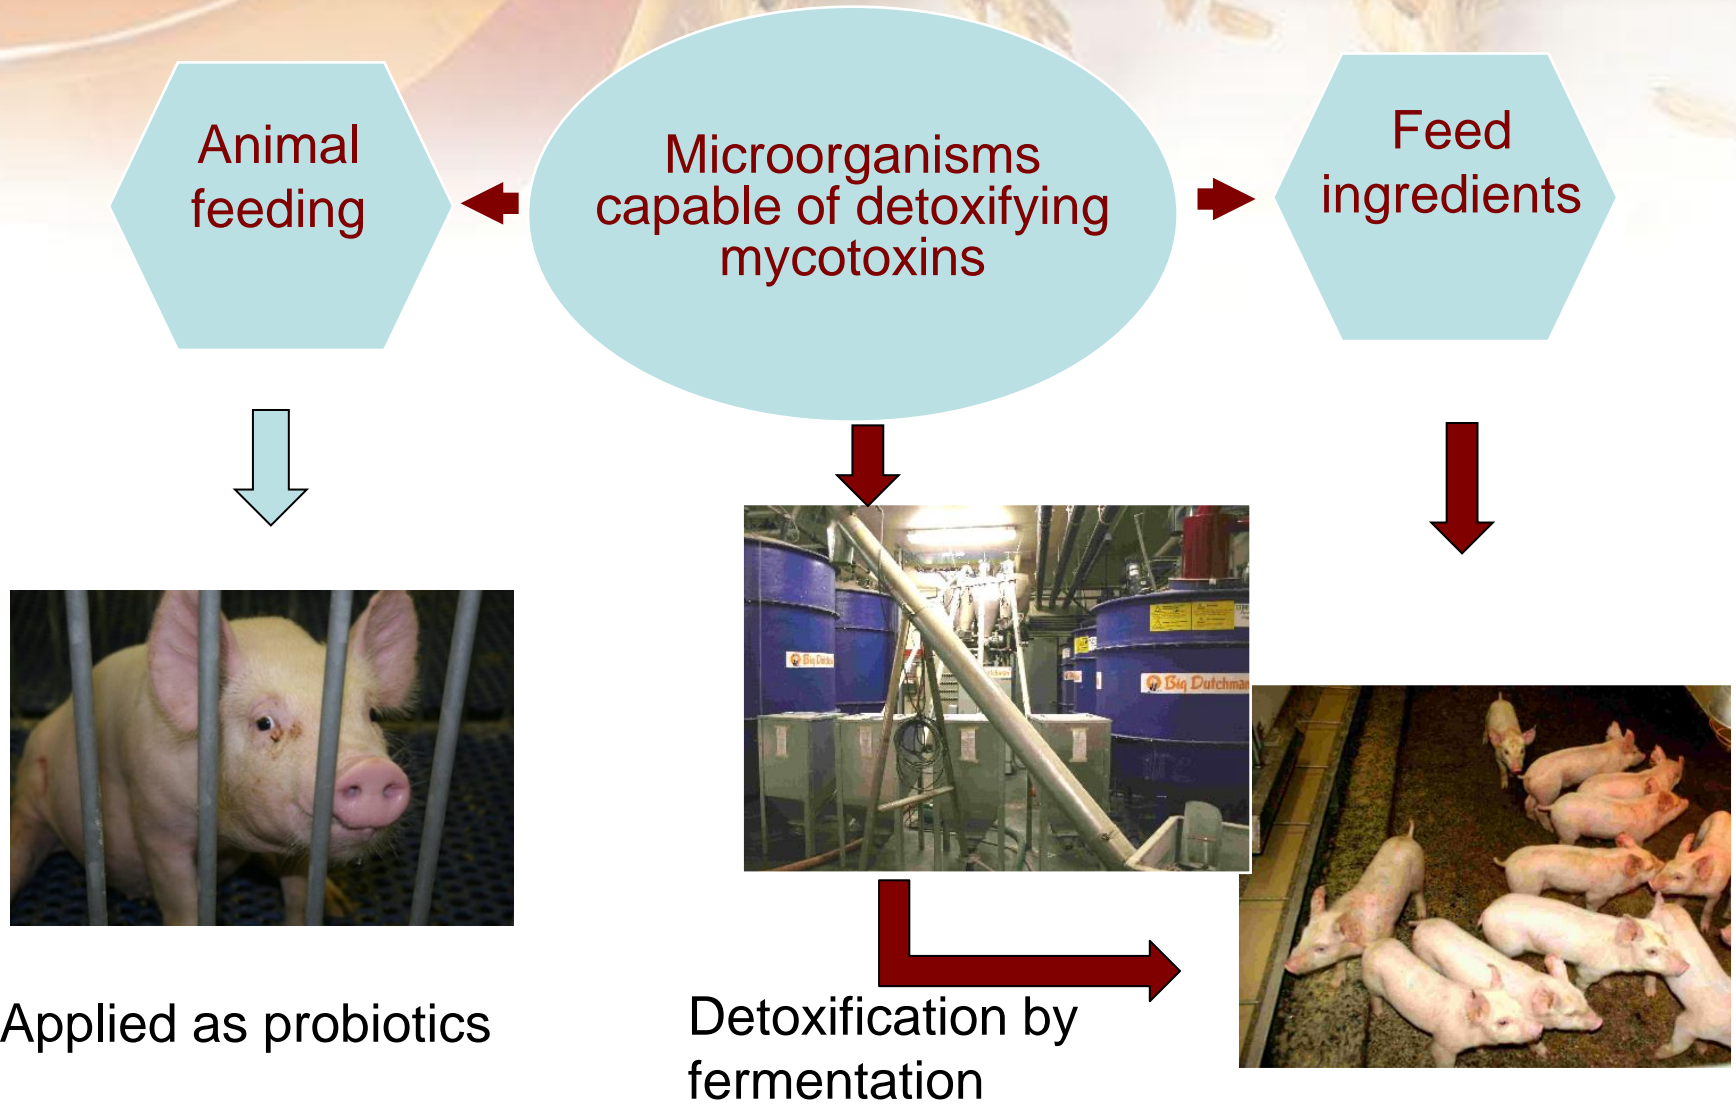 Animal
feeding
Microorganisms
capable of detoxifying
mycotoxins
Feed
ingredients
Big Dutchman
Applied as probiotics
Detoxification by
fermentation